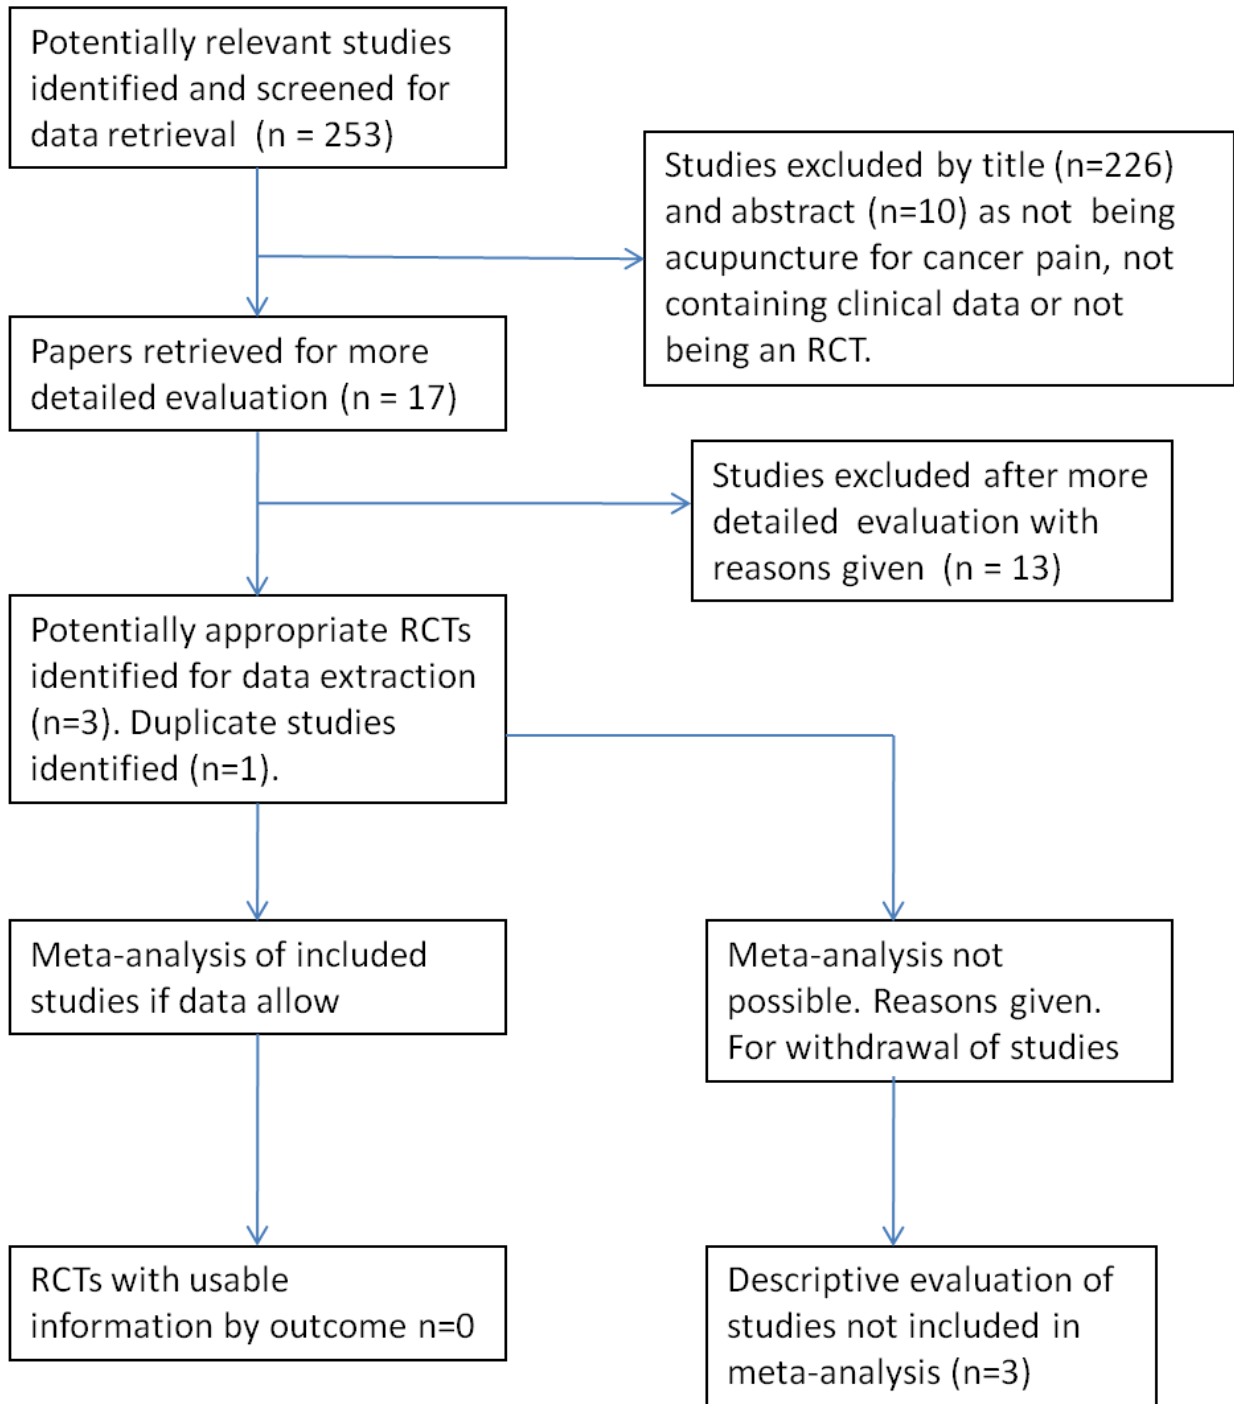 Potentially relevant studies
identified and screened for
data retrieval  (n = 253)
Studies excluded by title (n=226)
and abstract (n=10) as not  being
acupuncture for cancer pain, not
containing clinical data or not
being an RCT.
Papers retrieved for more
detailed evaluation (n = 17)
Studies excluded after more
detailed  evaluation with
reasons given  (n = 13)
Potentially appropriate RCTs
identified for data extraction
(n=3). Duplicate studies
identified (n=1).
Meta-analysis of included
studies if data allow
Meta-analysis not
possible. Reasons given.
For withdrawal of studies
RCTs with usable
information by outcome n=0
Descriptive evaluation of
studies not included in
meta-analysis (n=3)